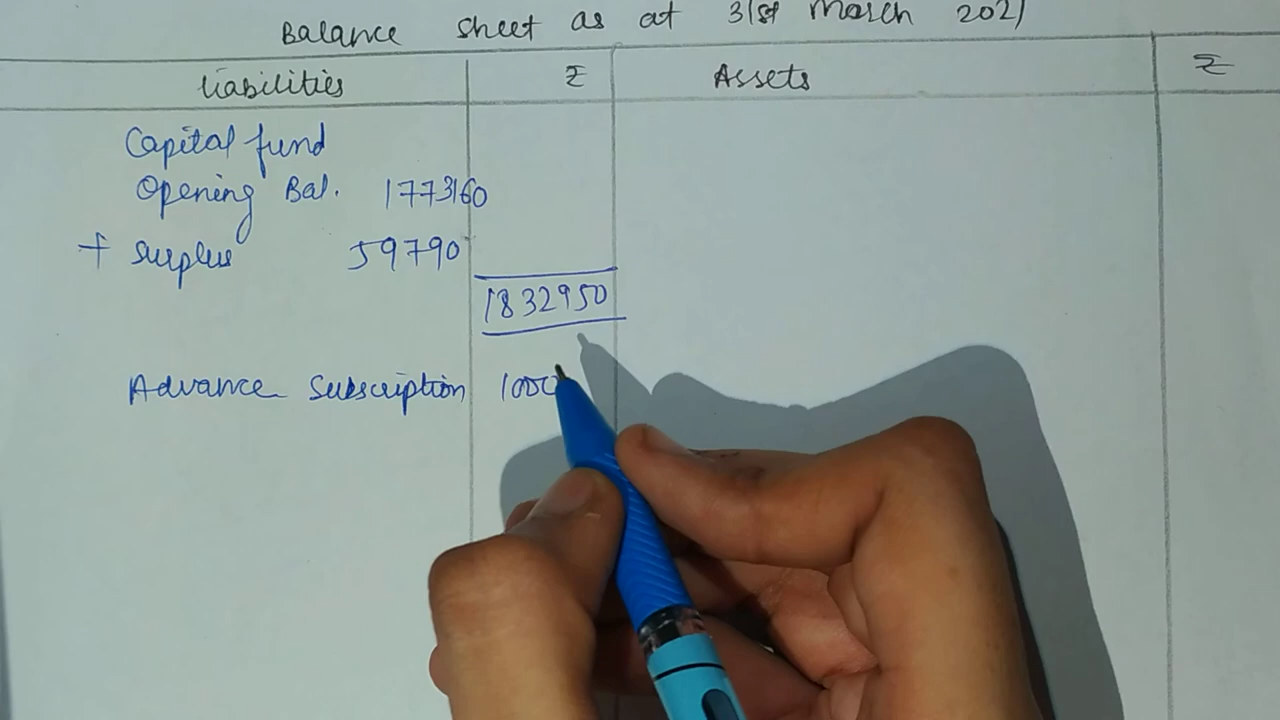 Balance sheet as at 31st March 2021
Liabilities ₹ Assets ₹
Capital fund
Opening Bal. 1773160
+ Surplus 59790
1832950
Advance Subscription